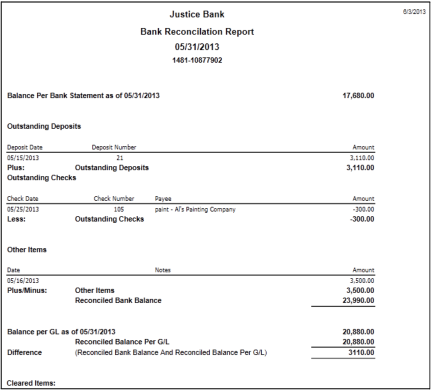 Justice Bank 6/3/2013
Bank Reconcilation Report
05/31/2013
1481-10877902
Balance Per Bank Statement as of 05/31/2013 17,680.00
Outstanding Deposits
Deposit Date Deposit Number Amount
05/15/2013 21 3,110.00
Plus: Outstanding Deposits 3,110.00
Outstanding Checks
Check Date Check Number Payee Amount
05/25/2013 105 paint - Al's Painting Company -300.00
Less: Outstanding Checks -300.00
Other Items
Date Notes Amount
05/16/2013 3,500.00
Plus/Minus: Other Items 3,500.00
Reconciled Bank Balance 23,990.00
Balance per GL as of 05/31/2013 20,880.00
Reconciled Balance Per G/L 20,880.00
Difference (Reconciled Bank Balance And Reconciled Balance Per G/L) 3110.00
Cleared Items: